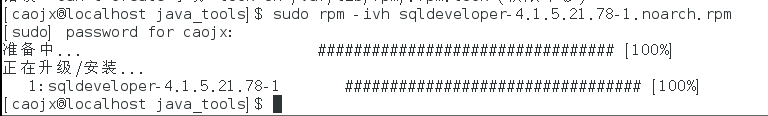 [caojx@localhost java_tools]$ sudo rpm -ivh sqldeveloper-4.1.5.21.78-1.noarch.rpm
[sudo] password for caojx:
准备中... ################################# [100%]
正在升级/安装...
1:sqldeveloper-4.1.5.21.78-1 ################################# [100%]
[caojx@localhost java_tools]$